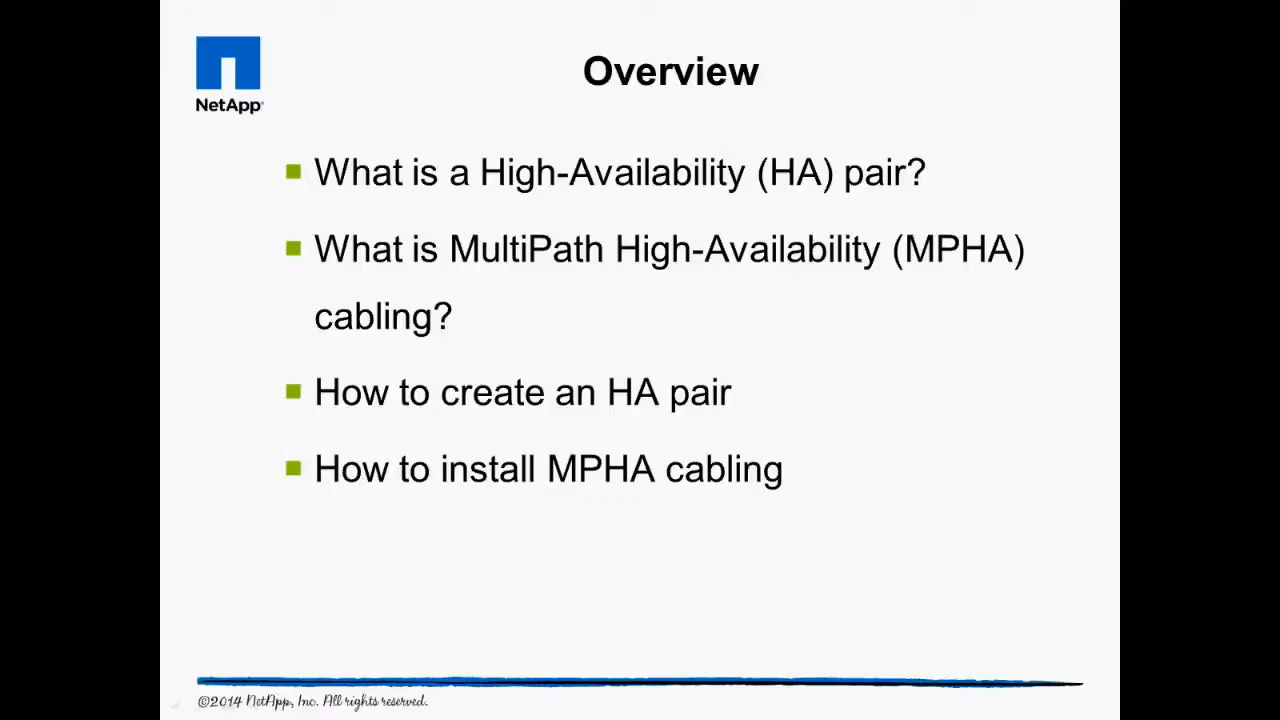 NetApp
Overview
What is a High-Availability (HA) pair?
What is MultiPath High-Availability (MPHA)
cabling?
How to create an HA pair
How to install MPHA cabling
©2014 NetApp, Inc. All rights reserved.